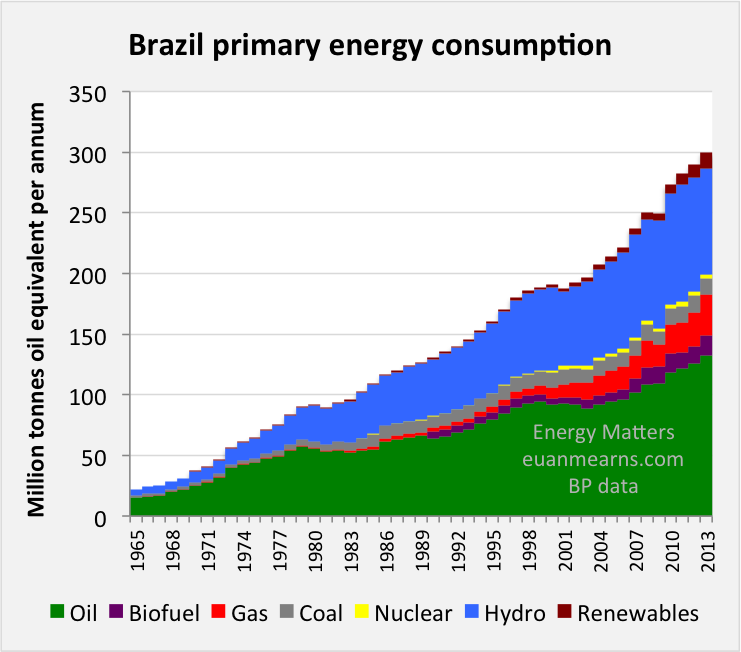 Brazil primary energy consumption
Million tonnes oil equivalent per annum
350
300
250
200
150
100
50
0
Energy Matters
euanmearns.com
BP data
1965 1968 1971 1974 1977 1980 1983 1986 1989 1992 1995 1998 2001 2004 2007 2010 2013
Oil Biofuel Gas Coal Nuclear Hydro Renewables